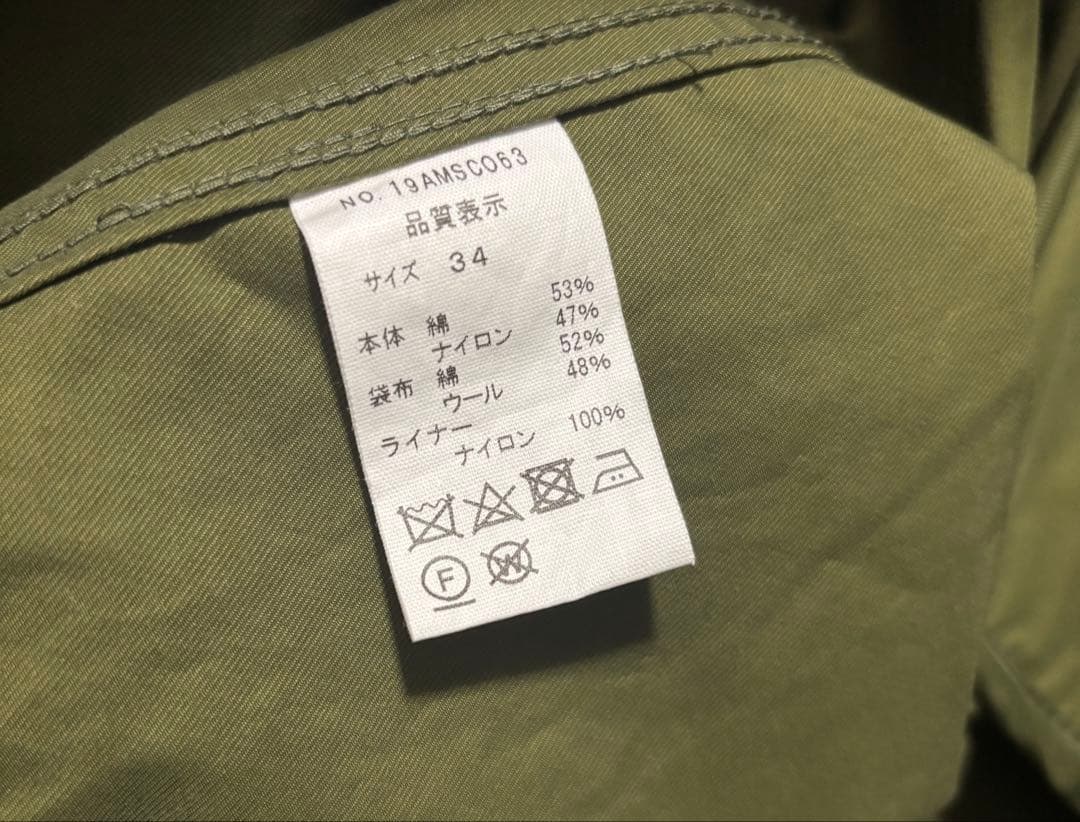 NO. 19AMSC063
品質表示
サイズ 34
本体 綿 53%
ナイロン 47%
袋布 綿 52%
ウール 48%
ライナー
ナイロン 100%
F W